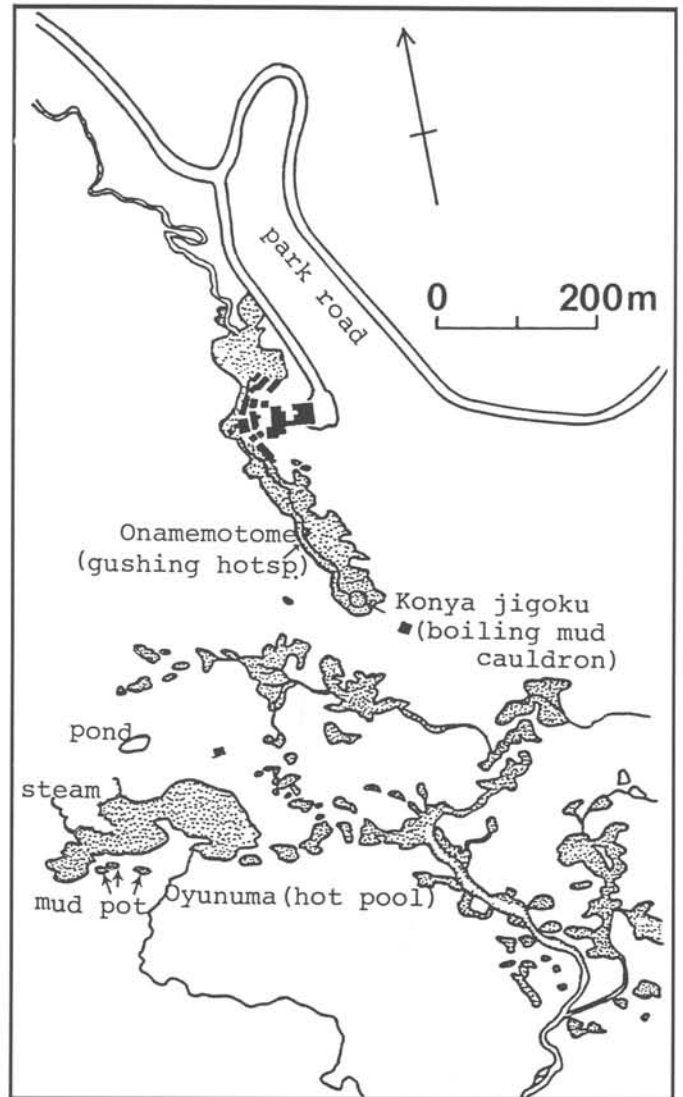 park road
0 200m
Onamemotome
(gushing hotsp)
Konya jigoku
(boiling mud
cauldron)
pond
steam
mud pot
Oyunuma (hot pool)